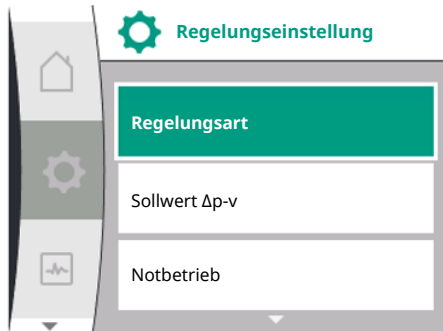 Regelungseinstellung
Regelungsart
Sollwert Δp-v
Notbetrieb